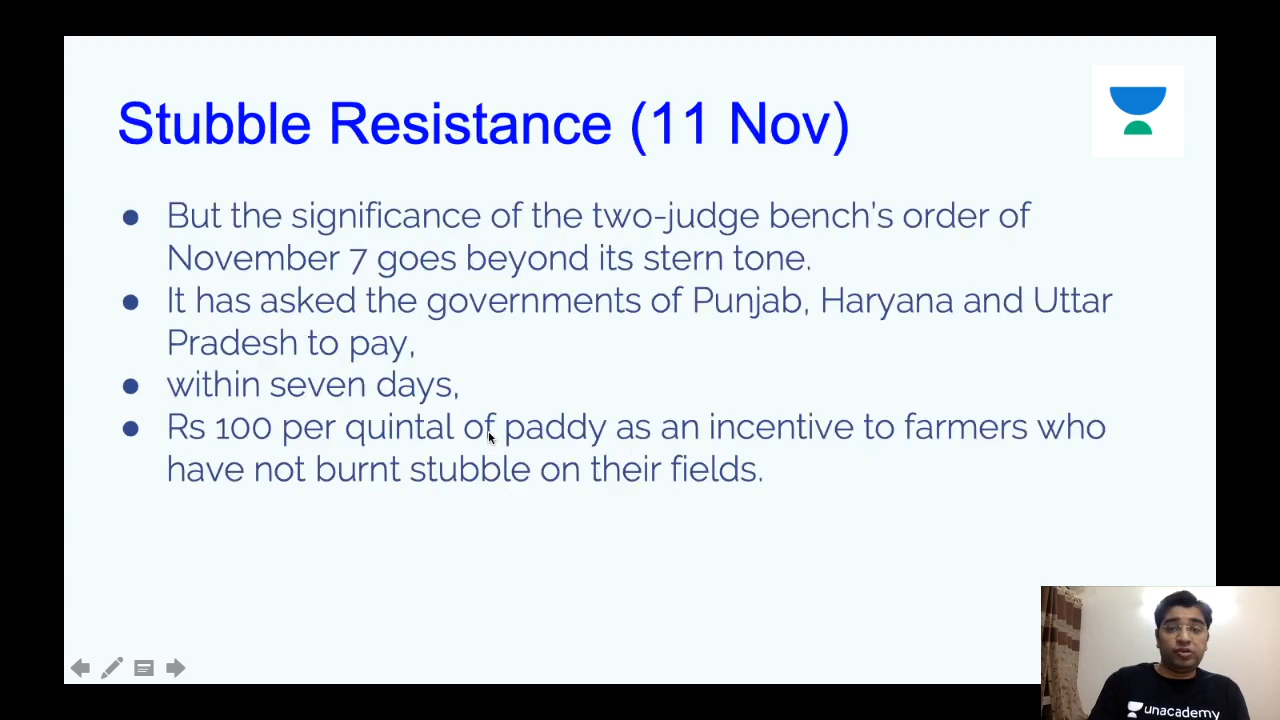 Stubble Resistance (11 Nov)
● But the significance of the two-judge bench's order of
November 7 goes beyond its stern tone.
● It has asked the governments of Punjab, Haryana and Uttar
Pradesh to pay,
● within seven days,
● Rs 100 per quintal of paddy as an incentive to farmers who
have not burnt stubble on their fields.
unacademy